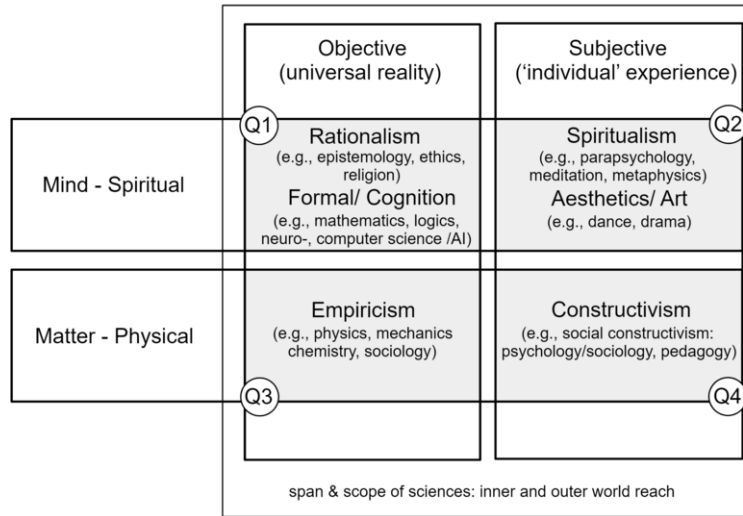 Objective
(universal reality)
Subjective
('individual' experience)
Q1
Q2
Mind - Spiritual
Rationalism
(e.g., epistemology, ethics,
religion)
Formal/ Cognition
(e.g., mathematics, logics,
neuro-, computer science /AI)
Spiritualism
(e.g., parapsychology,
meditation, metaphysics)
Aesthetics/ Art
(e.g., dance, drama)
Matter - Physical
Empiricism
(e.g., physics, mechanics
chemistry, sociology)
Constructivism
(e.g., social constructivism:
psychology/sociology, pedagogy)
Q3
Q4
span & scope of sciences: inner and outer world reach